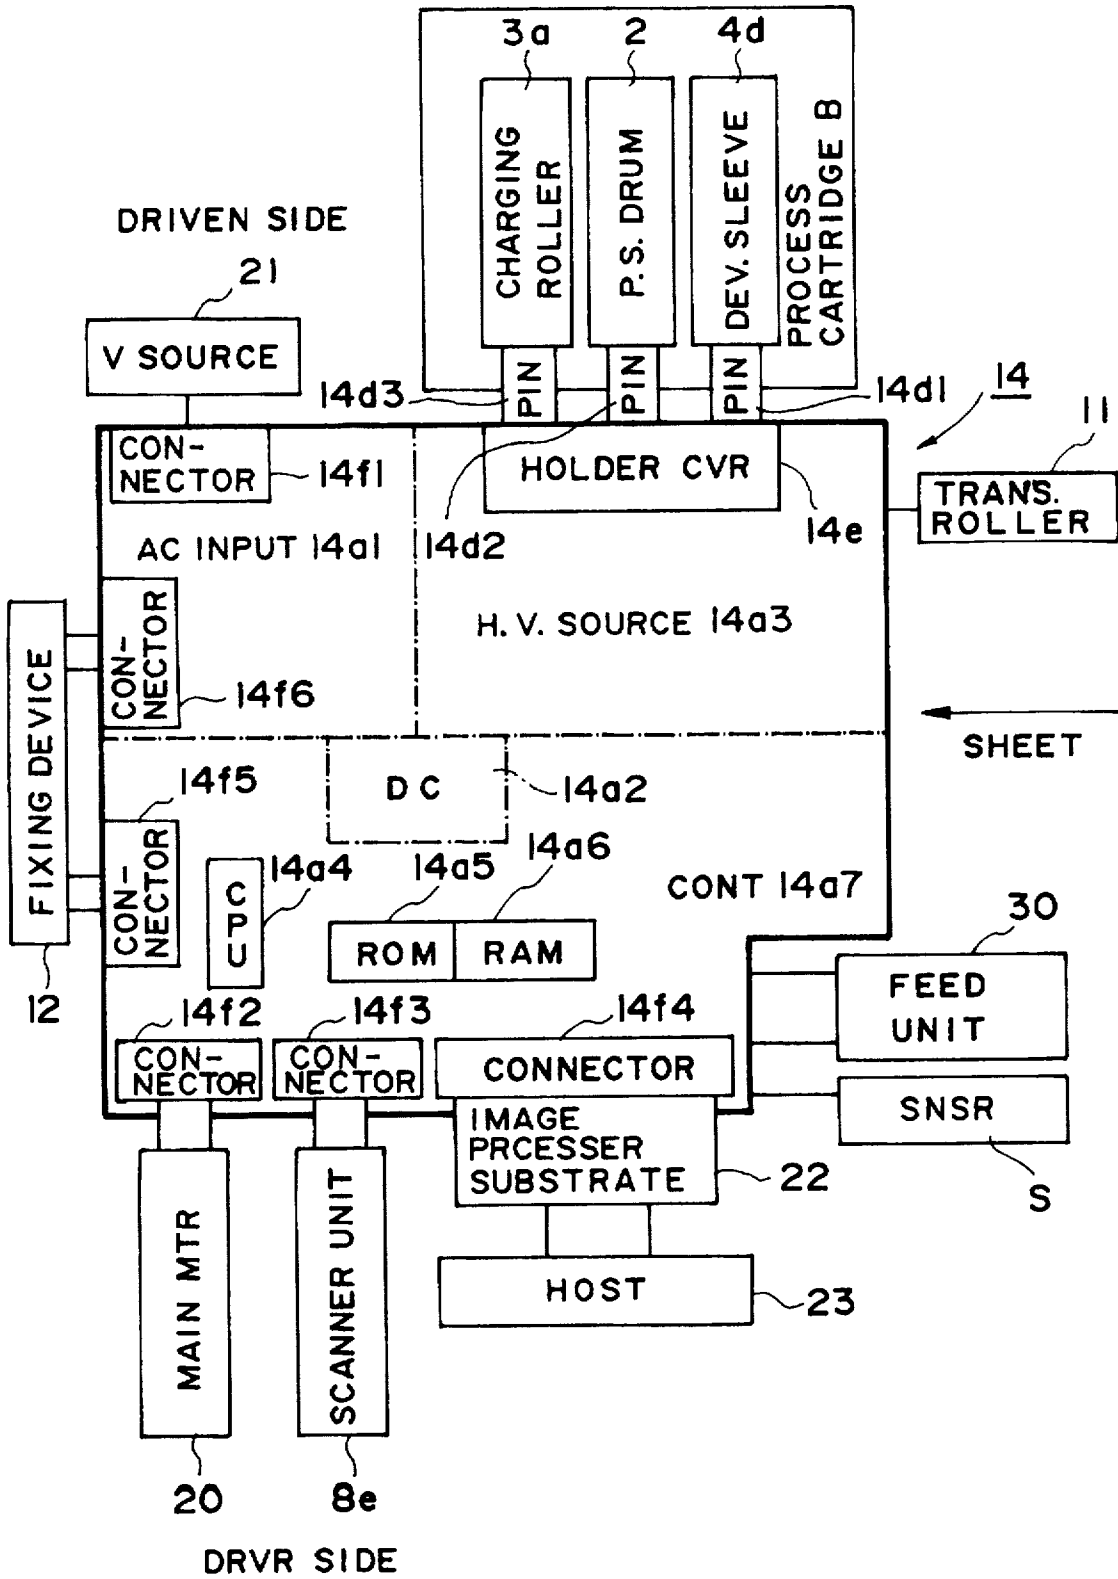 3a
2
4d
CHARGING
ROLLER
P.S. DRUM
DEV. SLEEVE
PROCESS
CARTRIDGE B
DRIVEN SIDE
21
V SOURCE
14d3
PIN
PIN
PIN
14d1
14
11
CON-
NECTOR
14f1
HOLDER CVR
TRANS.
ROLLER
AC INPUT 14a1
14d2
14e
H. V. SOURCE 14a3
CON-
NECTOR
14f6
FIXING DEVICE
SHEET
14f5
DC
14a2
CON-
NECTOR
14a4
14a5
14a6
CONT 14a7
CPU
ROM
RAM
30
12
FEED
UNIT
14f2
14f3
14f4
CON-
NECTOR
CON-
NECTOR
CONNECTOR
SNSR
IMAGE
PRCESSER
SUBSTRATE
22
S
MAIN MTR
SCANNER UNIT
HOST
23
20
8e
DRVR SIDE